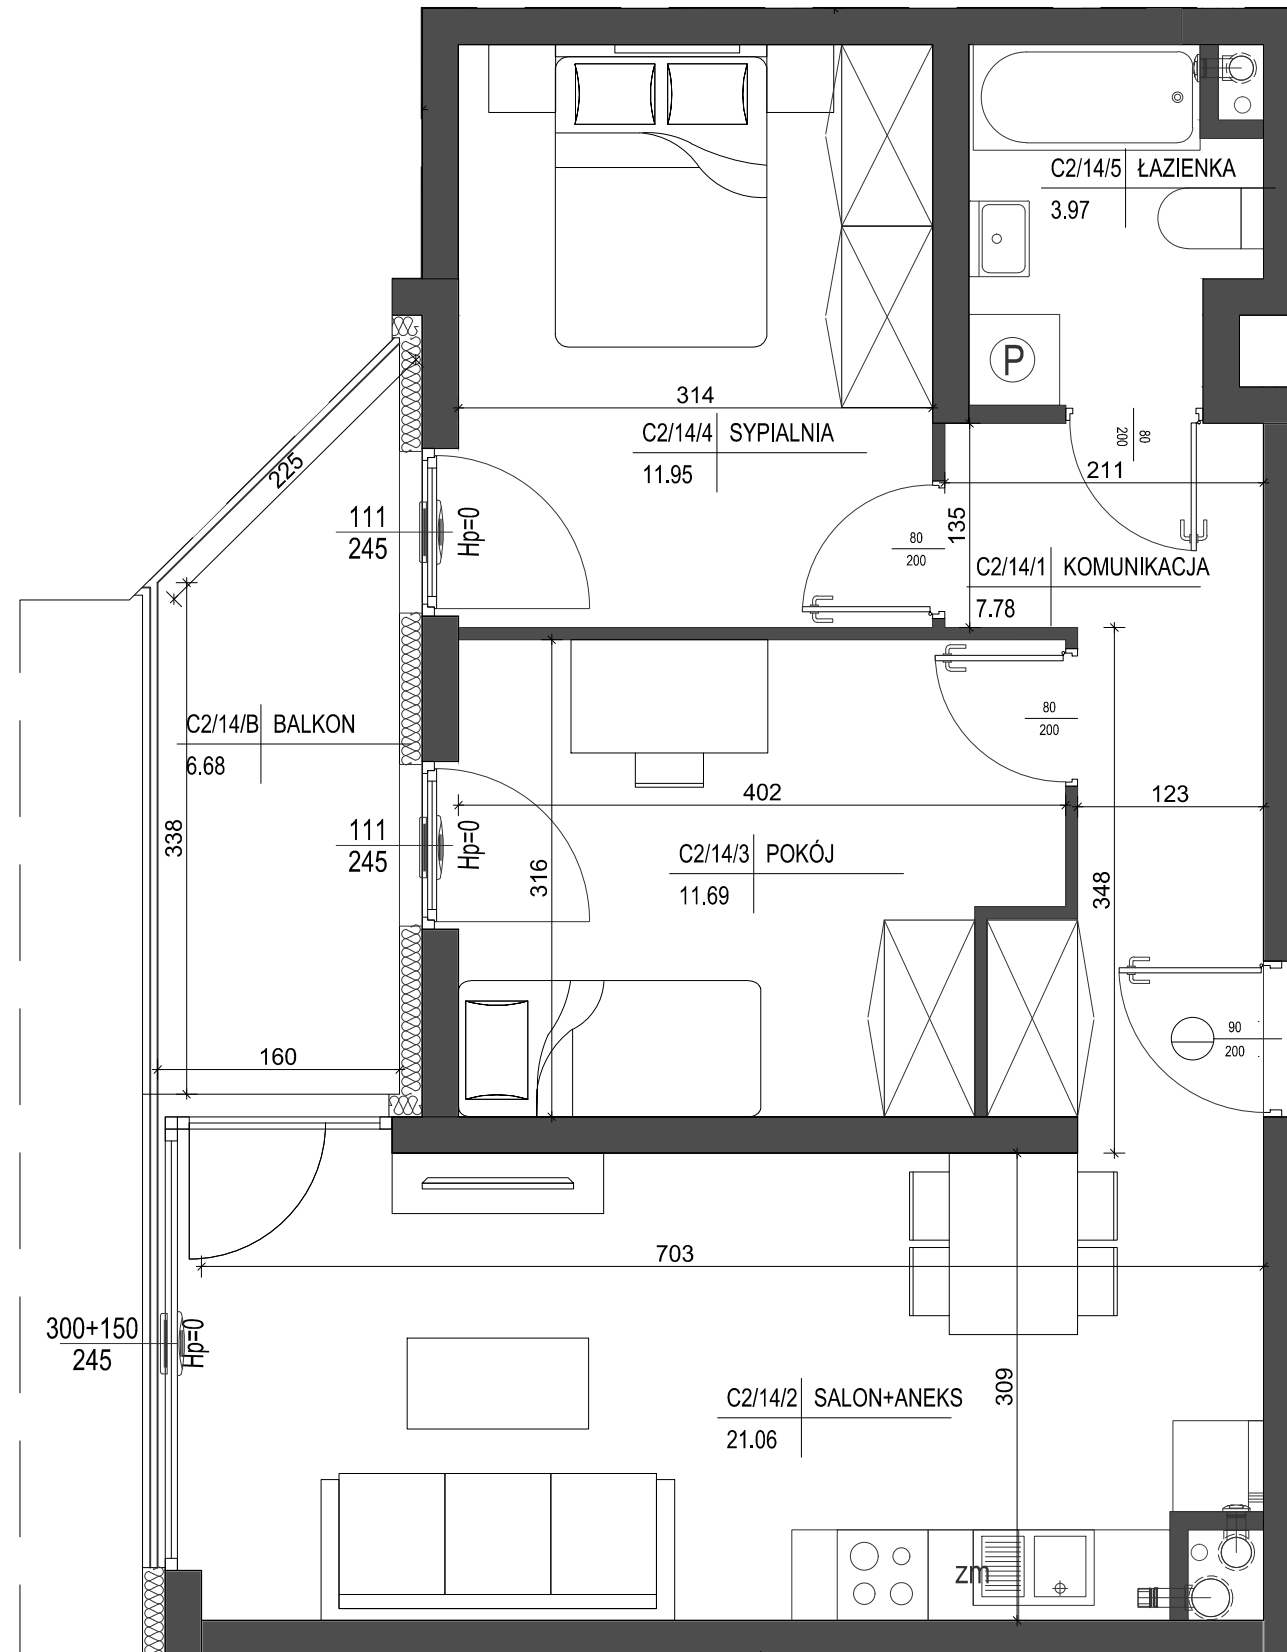 C2/14/5 ŁAZIENKA
3.97
P
314
C2/14/4 SYPIALNIA
11.95
80
200
211
225
111
245
Hp=0
135
80
200
C2/14/1 KOMUNIKACJA
7.78
C2/14/B BALKON
6.68
80
200
402
123
338
111
245
Hp=0
316
C2/14/3 POKÓJ
11.69
348
160
90
200
703
300+150
245
Hp=0
309
C2/14/2 SALON+ANEKS
21.06
zm